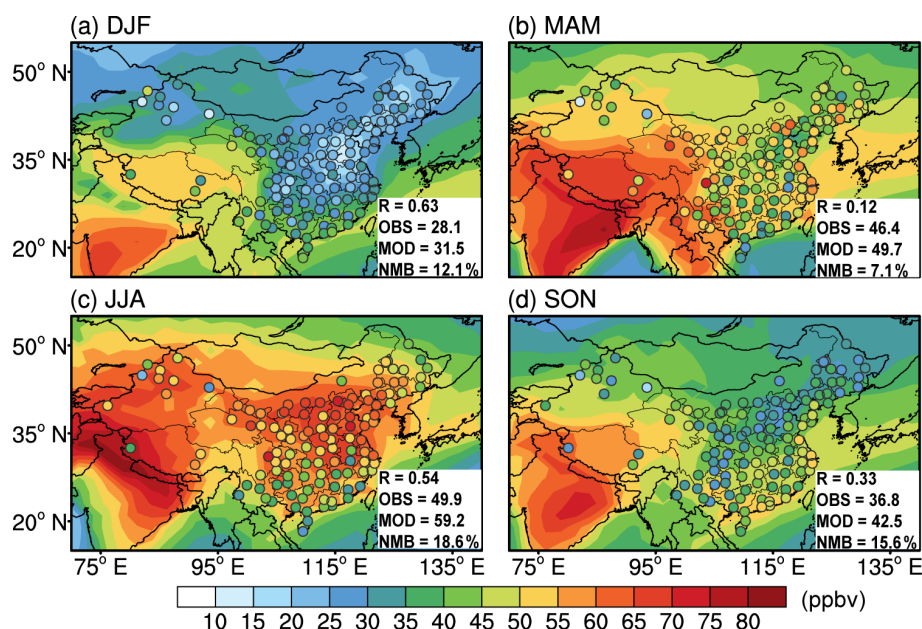 (a) DJF
(b) MAM
50° N
35° N
20° N
R = 0.63
OBS = 28.1
MOD = 31.5
NMB = 12.1%
R = 0.12
OBS = 46.4
MOD = 49.7
NMB = 7.1%
(c) JJA
(d) SON
50° N
35° N
20° N
R = 0.54
OBS = 49.9
MOD = 59.2
NMB = 18.6%
R = 0.33
OBS = 36.8
MOD = 42.5
NMB = 15.6%
75° E 95° E 115° E 135° E 75° E 95° E 115° E 135° E
(ppbv)
10 15 20 25 30 35 40 45 50 55 60 65 70 75 80